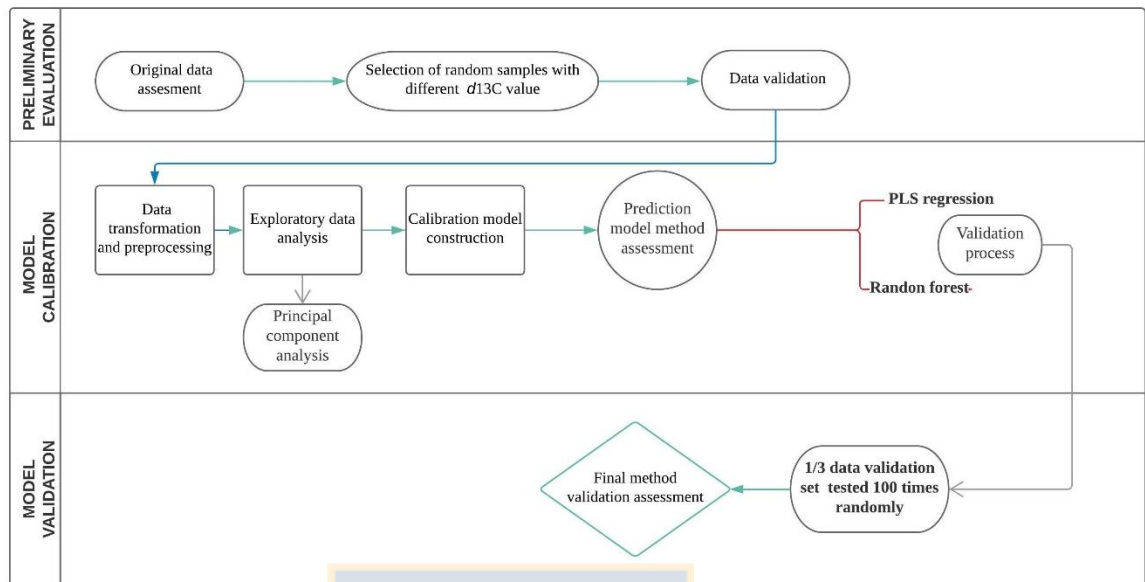 PRELIMINARY
EVALUATION
Original data
assesment
Selection of random samples with
different d13C value
Data validation
MODEL
CALIBRATION
Data
transformation
and preprocessing
Exploratory data
analysis
Calibration model
construction
Prediction
model method
assessment
PLS regression
Validation
process
Randon forest
Principal
component
analysis
MODEL
VALIDATION
Final method
validation assessment
1/3 data validation
set tested 100 times
randomly